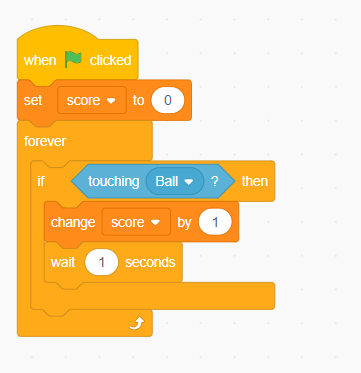 when clicked
set score to 0
forever
if touching Ball ? then
change score by 1
wait 1 seconds